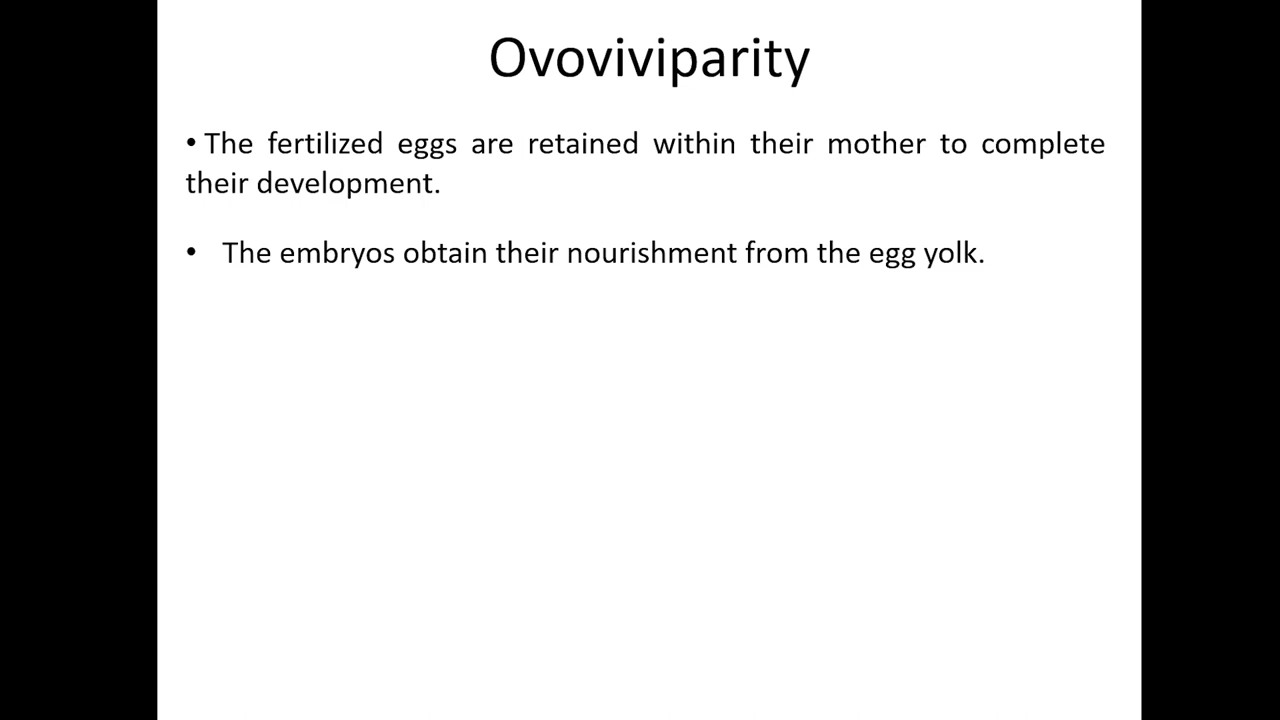 Ovoviviparity
• The fertilized eggs are retained within their mother to complete
their development.
• The embryos obtain their nourishment from the egg yolk.